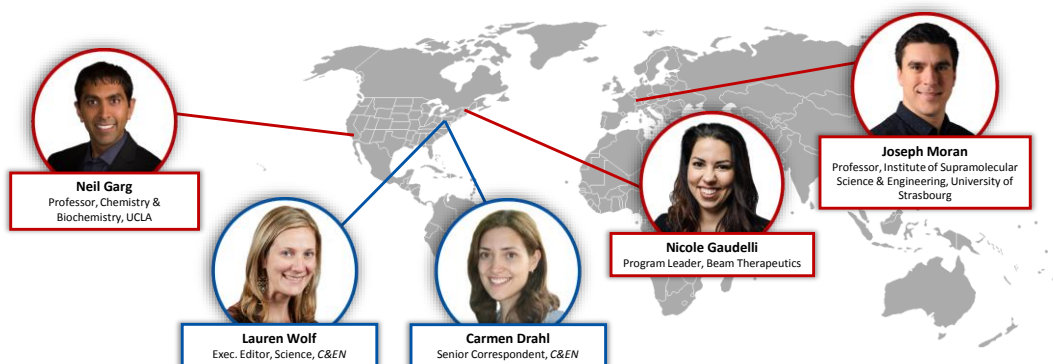 Neil Garg
Professor, Chemistry &
Biochemistry, UCLA
Lauren Wolf
Exec. Editor, Science, C&EN
Carmen Drahl
Senior Correspondent, C&EN
Nicole Gaudelli
Program Leader, Beam Therapeutics
Joseph Moran
Professor, Institute of Supramolecular
Science & Engineering, University of
Strasbourg